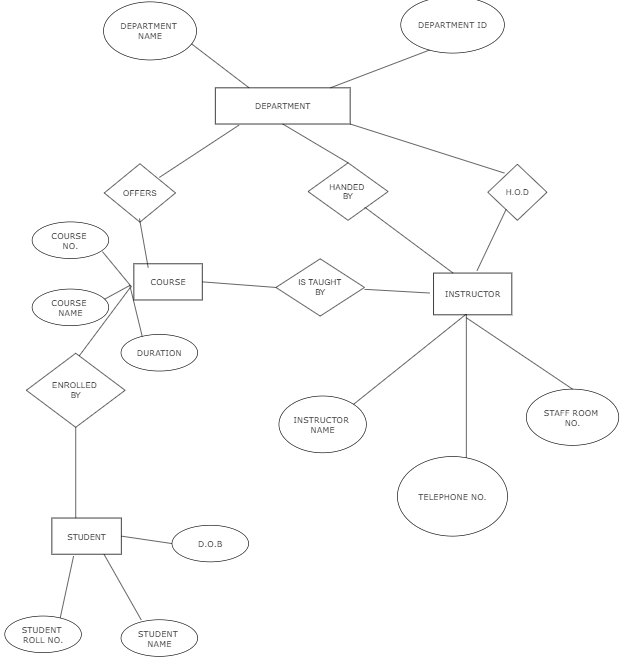 DEPARTMENT
NAME
DEPARTMENT ID
DEPARTMENT
OFFERS
HANDED
BY
H.O.D
COURSE
NO.
COURSE
NAME
COURSE
DURATION
IS TAUGHT
BY
INSTRUCTOR
ENROLLED
BY
INSTRUCTOR
NAME
STAFF ROOM
NO.
TELEPHONE NO.
STUDENT
D.O.B
STUDENT
ROLL NO.
STUDENT
NAME